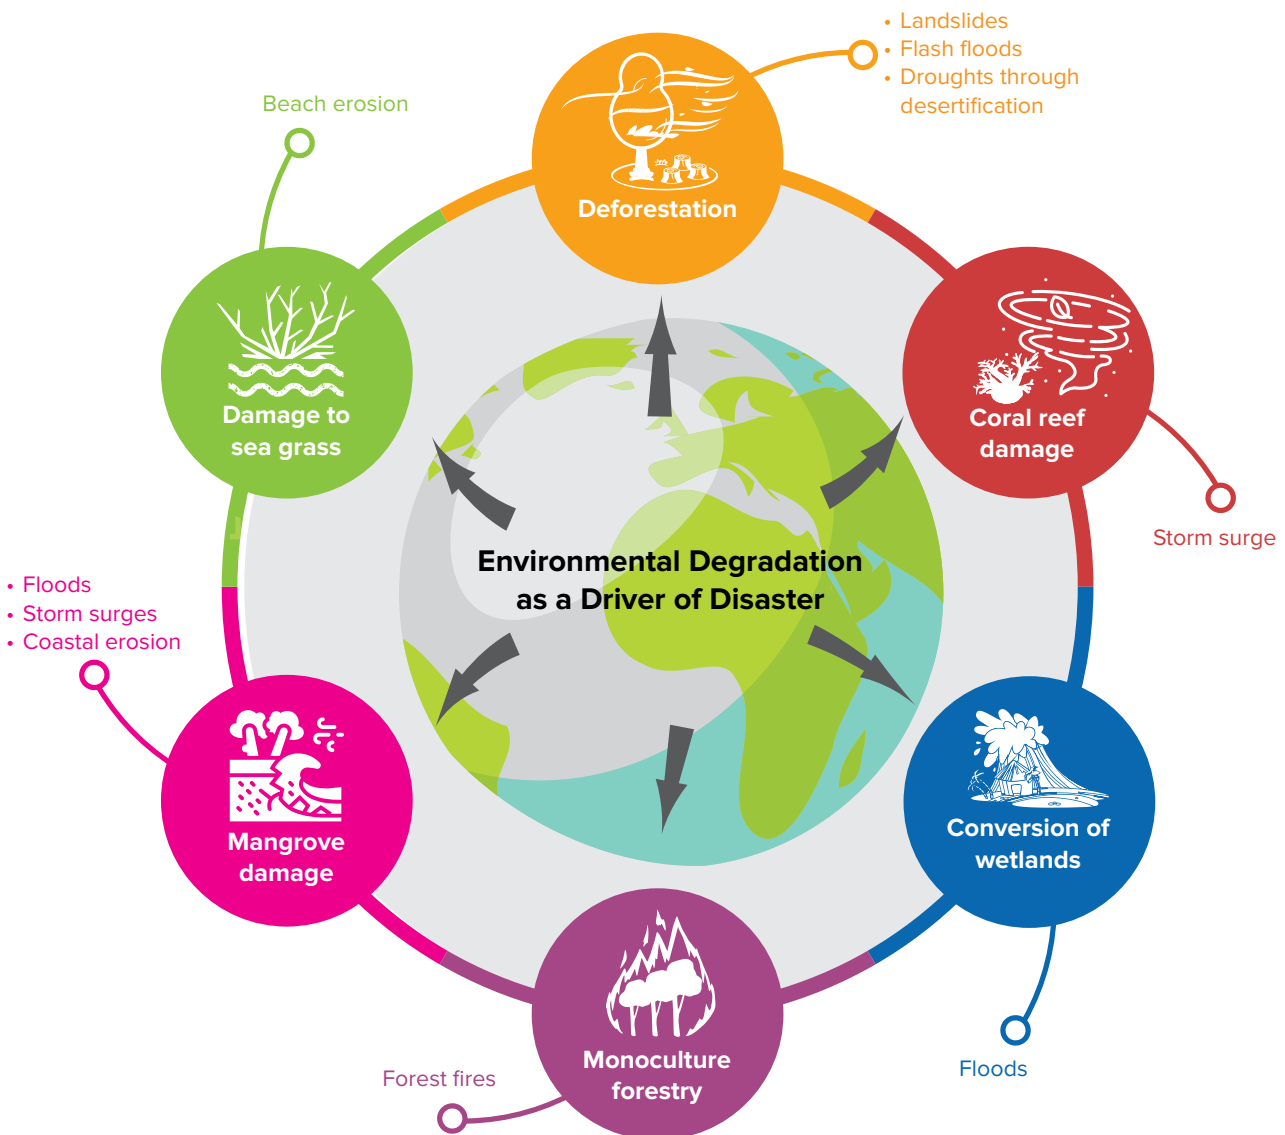 • Landslides
• Flash floods
• Droughts through
desertification
Beach erosion
Deforestation
Damage to
sea grass
Coral reef
damage
Storm surge
Environmental Degradation
as a Driver of Disaster
• Floods
• Storm surges
• Coastal erosion
Mangrove
damage
Conversion of
wetlands
Monoculture
forestry
Forest fires
Floods